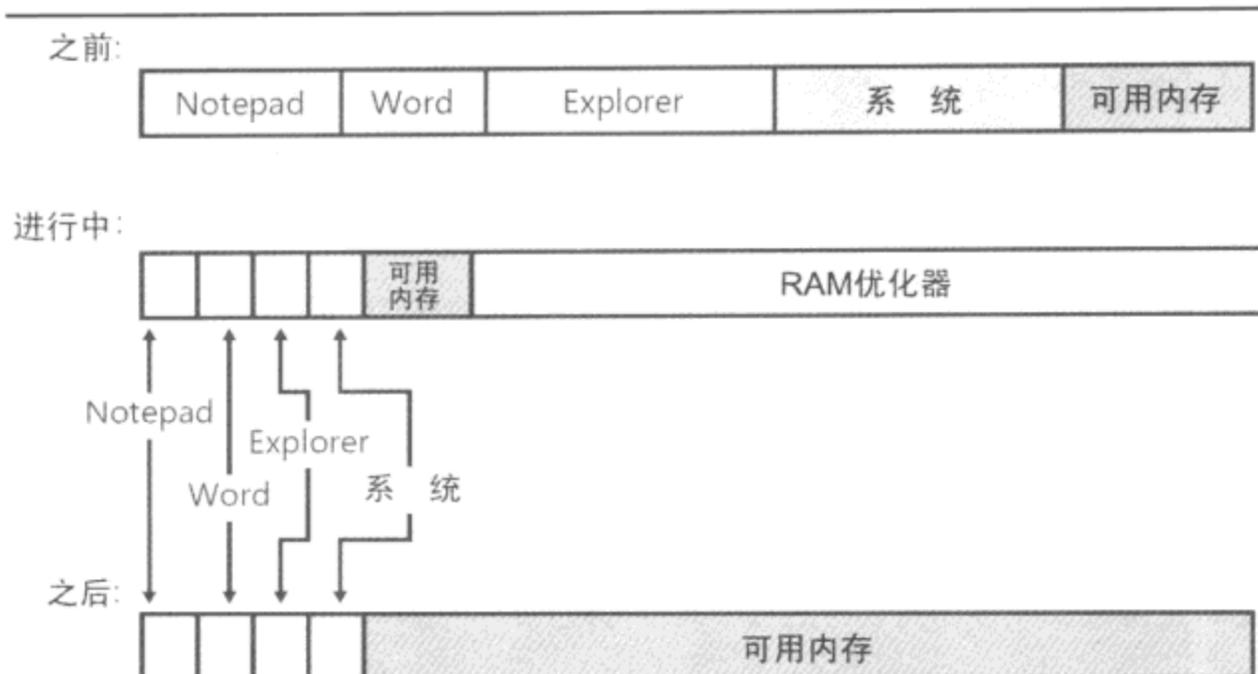 之前:
Notepad Word Explorer 系 统 可用内存
进行中:
可用
内存
RAM优化器
Notepad
Explorer
Word
系 统
之后:
可用内存